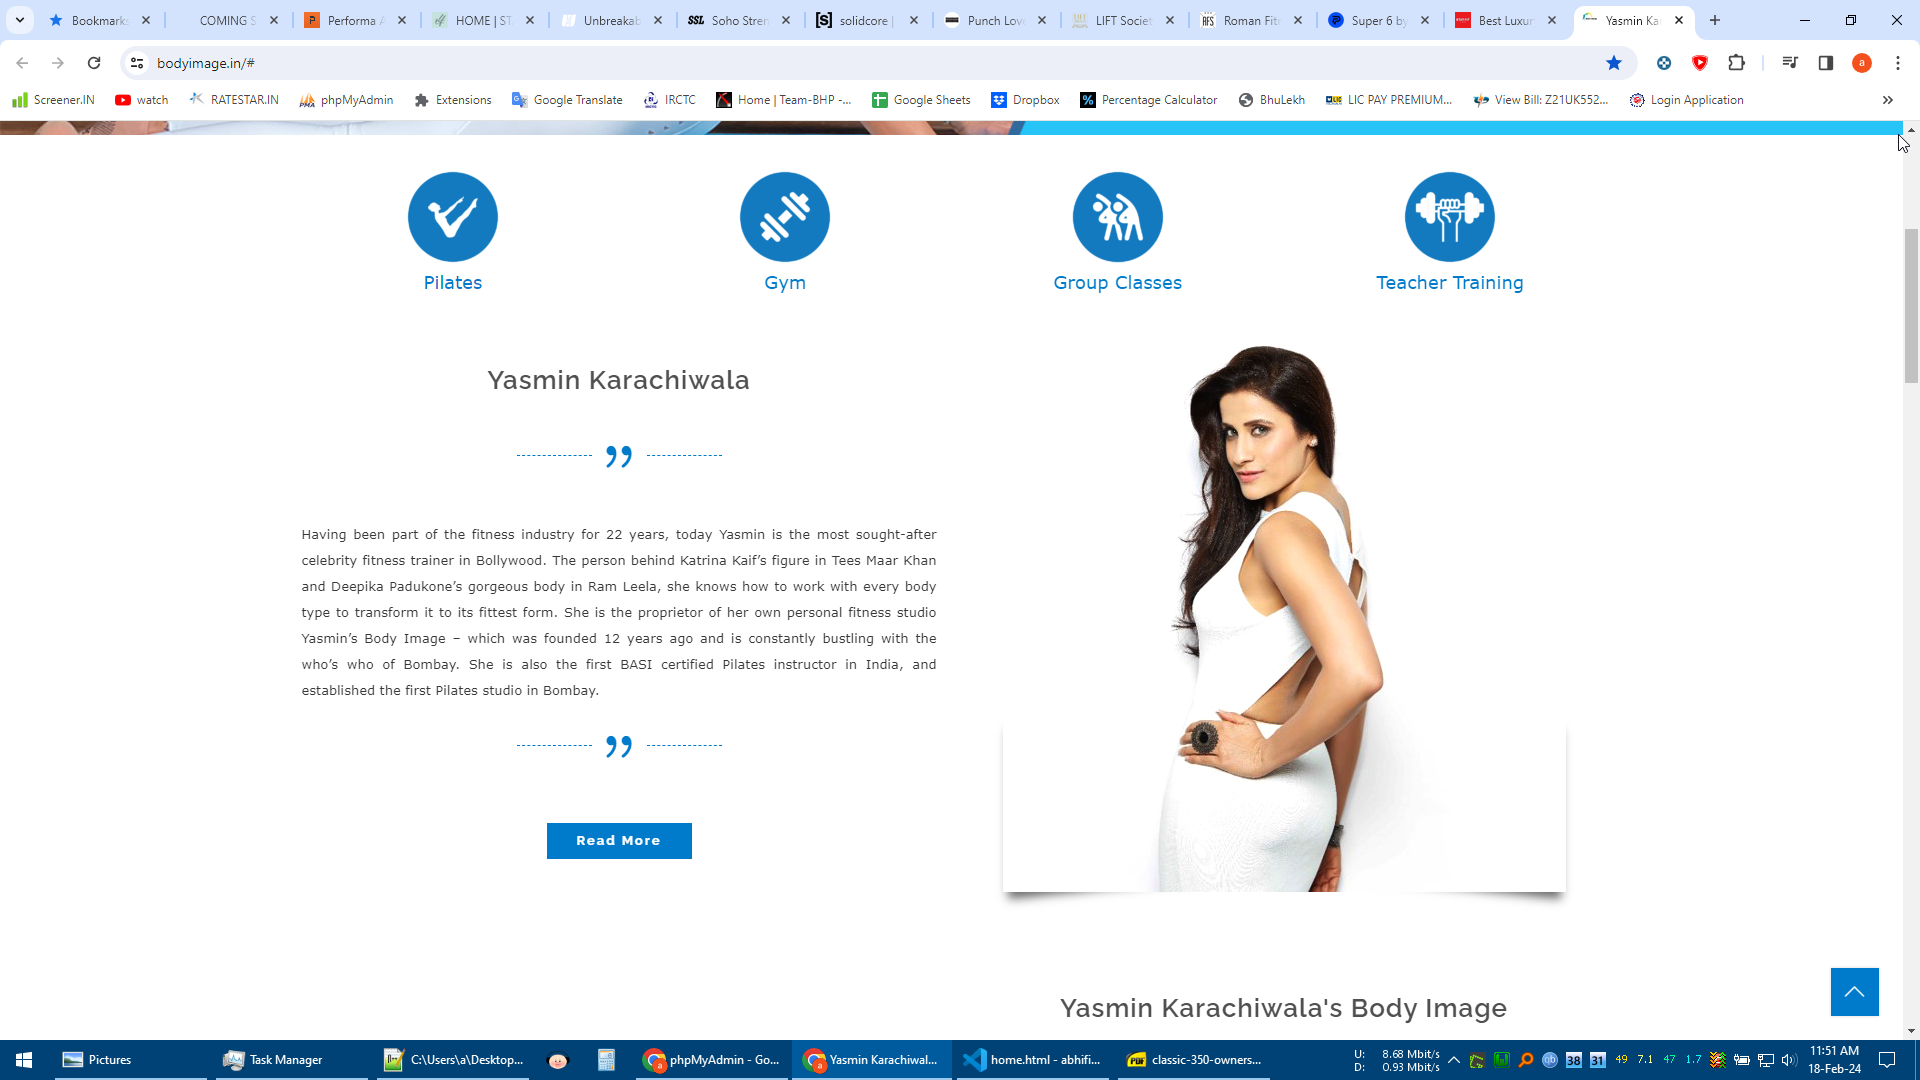 Bookmarks
COMING S
Performa A
HOME | ST
Unbreakab
SSL Soho Stren
[S] solidcore |
Punch Lov
LIFT Societ
RFS Roman Fit
Super 6 by
Best Luxur
Yasmin Ka
bodyimage.in/#
a
Screener.IN
watch
RATESTAR.IN
phpMyAdmin
Extensions
Google Translate
IRCTC
Home | Team-BHP -...
Google Sheets
Dropbox
Percentage Calculator
BhuLekh
LIC PAY PREMIUM...
View Bill: Z21UK552...
Login Application
Pilates
Gym
Group Classes
Teacher Training
Yasmin Karachiwala
”
Having been part of the fitness industry for 22 years, today Yasmin is the most sought-after
celebrity fitness trainer in Bollywood. The person behind Katrina Kaif’s figure in Tees Maar Khan
and Deepika Padukone’s gorgeous body in Ram Leela, she knows how to work with every body
type to transform it to its fittest form. She is the proprietor of her own personal fitness studio
Yasmin’s Body Image – which was founded 12 years ago and is constantly bustling with the
who’s who of Bombay. She is also the first BASI certified Pilates instructor in India, and
established the first Pilates studio in Bombay.
”
Read More
Yasmin Karachiwala's Body Image
Pictures
Task Manager
C:\Users\a\Desktop...
phpMyAdmin - Go...
Yasmin Karachiwal...
home.html - abhifi...
classic-350-owners...
U: 8.68 Mbit/s
D: 0.93 Mbit/s
38 31 49 7.1 47 1.7
11:51 AM
18-Feb-24